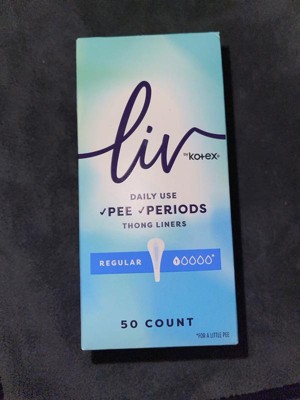 liv
by kotex®
DAILY USE
✓PEE ✓PERIODS
THONG LINERS
REGULAR
50 COUNT
*FOR A LITTLE PEE